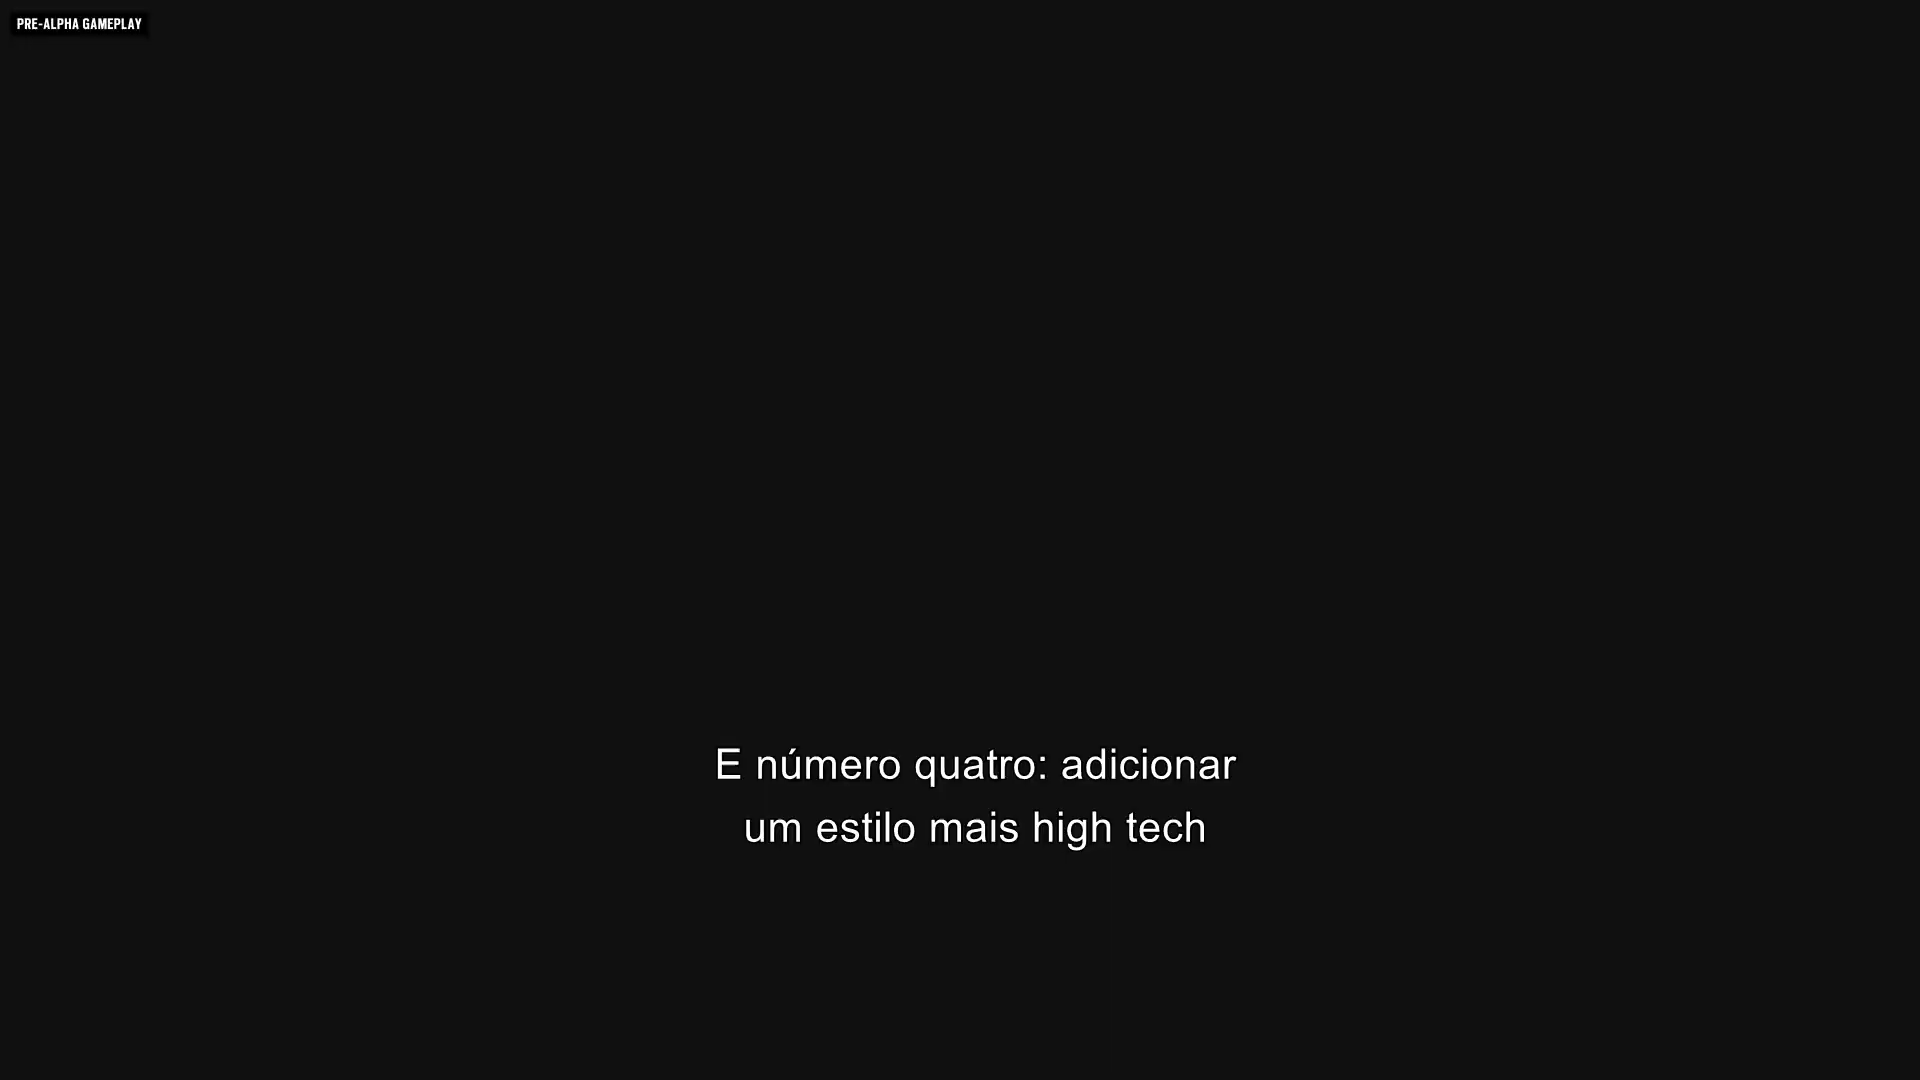 PRE-ALPHA GAMEPLAY
E número quatro: adicionar
um estilo mais high tech